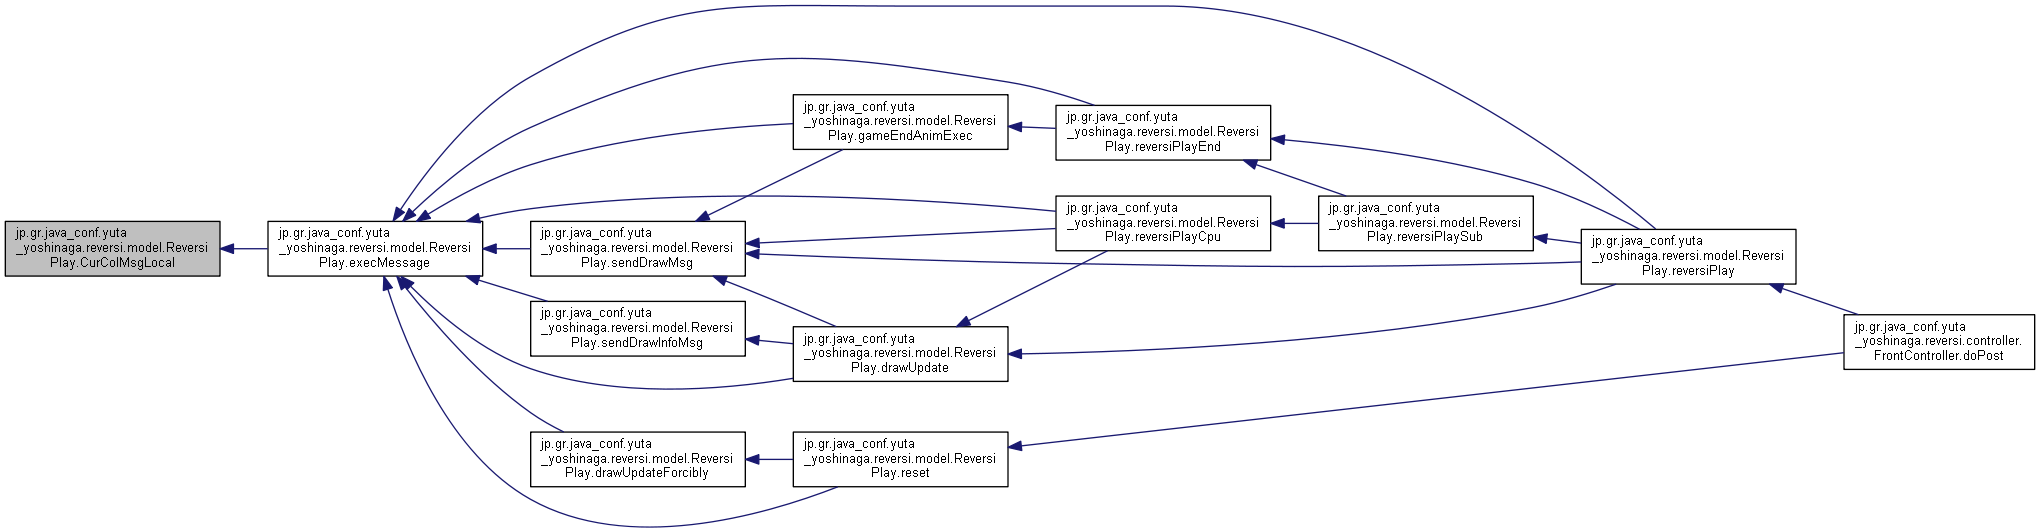 jp.gr.java_conf.yuta
_yoshinaga.reversi.model.Reversi
Play.CurColMsgLocal
jp.gr.java_conf.yuta
_yoshinaga.reversi.model.Reversi
Play.execMessage
jp.gr.java_conf.yuta
_yoshinaga.reversi.model.Reversi
Play.sendDrawMsg
jp.gr.java_conf.yuta
_yoshinaga.reversi.model.Reversi
Play.sendDrawInfoMsg
jp.gr.java_conf.yuta
_yoshinaga.reversi.model.Reversi
Play.drawUpdateForcibly
jp.gr.java_conf.yuta
_yoshinaga.reversi.model.Reversi
Play.gameEndAnimExec
jp.gr.java_conf.yuta
_yoshinaga.reversi.model.Reversi
Play.drawUpdate
jp.gr.java_conf.yuta
_yoshinaga.reversi.model.Reversi
Play.reset
jp.gr.java_conf.yuta
_yoshinaga.reversi.model.Reversi
Play.reversiPlayEnd
jp.gr.java_conf.yuta
_yoshinaga.reversi.model.Reversi
Play.reversiPlayCpu
jp.gr.java_conf.yuta
_yoshinaga.reversi.model.Reversi
Play.reversiPlaySub
jp.gr.java_conf.yuta
_yoshinaga.reversi.model.Reversi
Play.reversiPlay
jp.gr.java_conf.yuta
_yoshinaga.reversi.controller.
FrontController.doPost